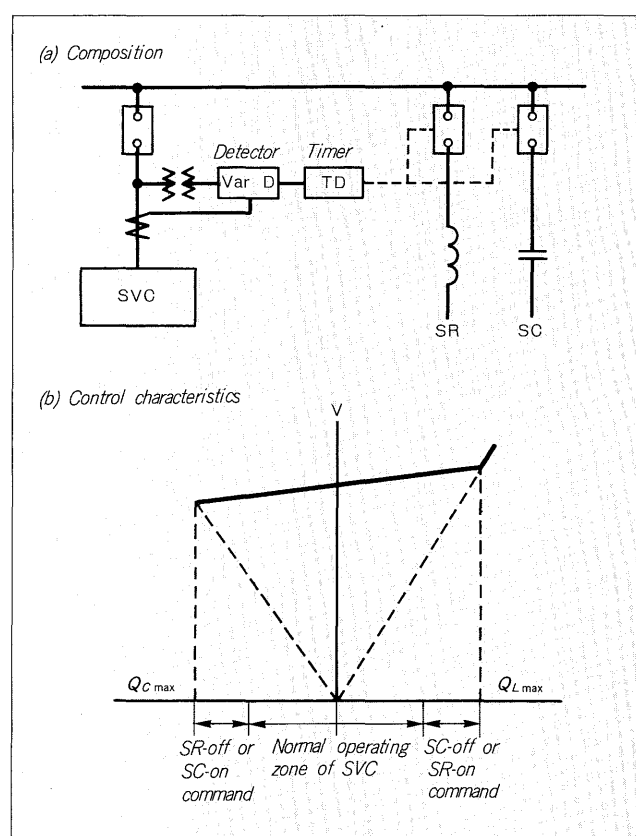 (a) Composition
Detector Timer
Var D TD
SVC
SR SC
(b) Control characteristics
V
QC max QL max
SR-off or Normal operating SC-off or
SC-on zone of SVC SR-on
command command